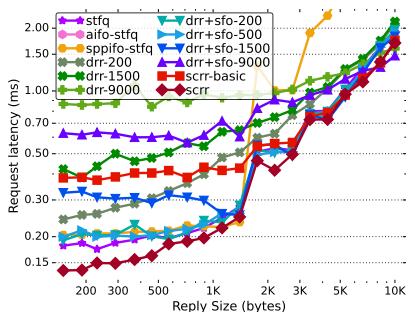 stfq
aifo-stfq
sppifo-stfq
drr-200
drr-1500
drr-9000
drr+sfo-200
drr+sfo-500
drr+sfo-1500
drr+sfo-9000
scrr-basic
scrr
Request latency (ms)
2.00
1.50
1.00
0.70
0.50
0.30
0.20
0.15
200
300
500
1K
2K
3K
5K
10K
Reply Size (bytes)